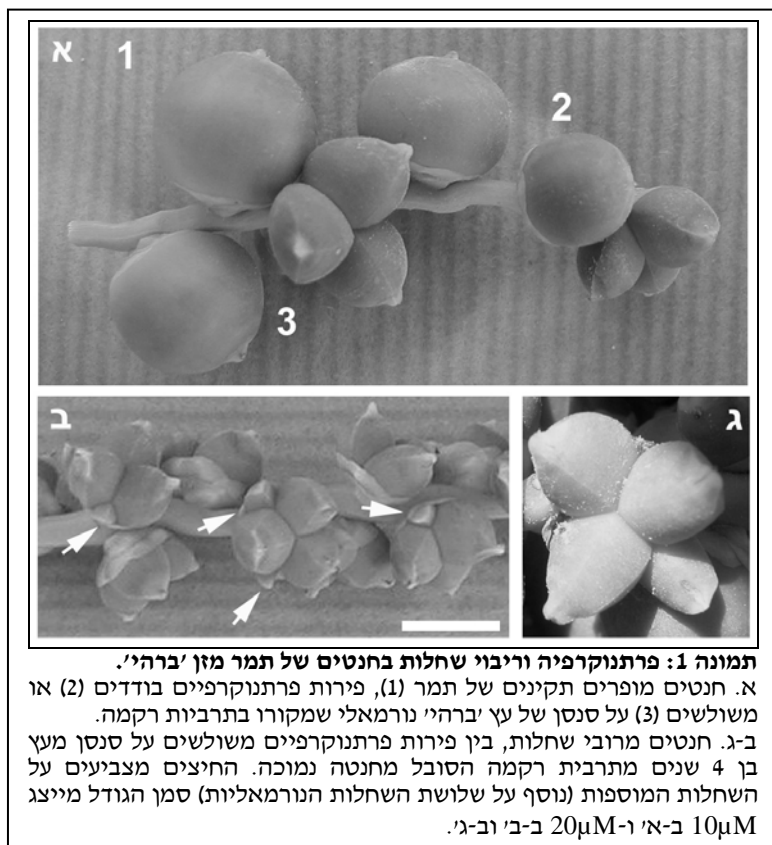 א 1 2
3
ב ג
תמונה 1: פרתנוקרפיה וריבוי שחלות בחנטים של תמר מזן 'ברהי'.
א. חנטים מופרים תקינים של תמר (1), פירות פרתנוקרפיים בודדים (2) או
משולשים (3) על סנסן של עץ 'ברהי' נורמאלי שמקורו בתרביות רקמה.
ב-ג. חנטים מרובי שחלות, בין פירות פרתנוקרפיים משולשים על סנסן מעץ
בן 4 שנים מתרבית רקמה הסובל מחנטה נמוכה. החיצים מצביעים על
השחלות המוספות (נוסף על שלושת השחלות הנורמאליות) סמן הגודל מייצג
10µM ב-א' ו-20µM ב-ב' וב-ג'.